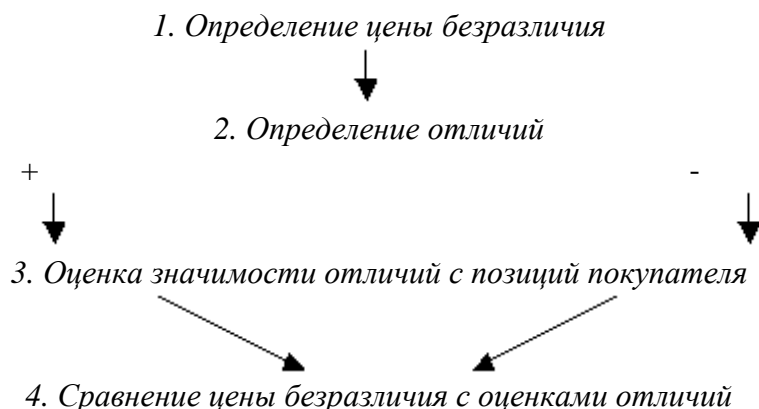 1. Определение цены безразличия
2. Определение отличий
+ -
3. Оценка значимости отличий с позиций покупателя
4. Сравнение цены безразличия с оценками отличий